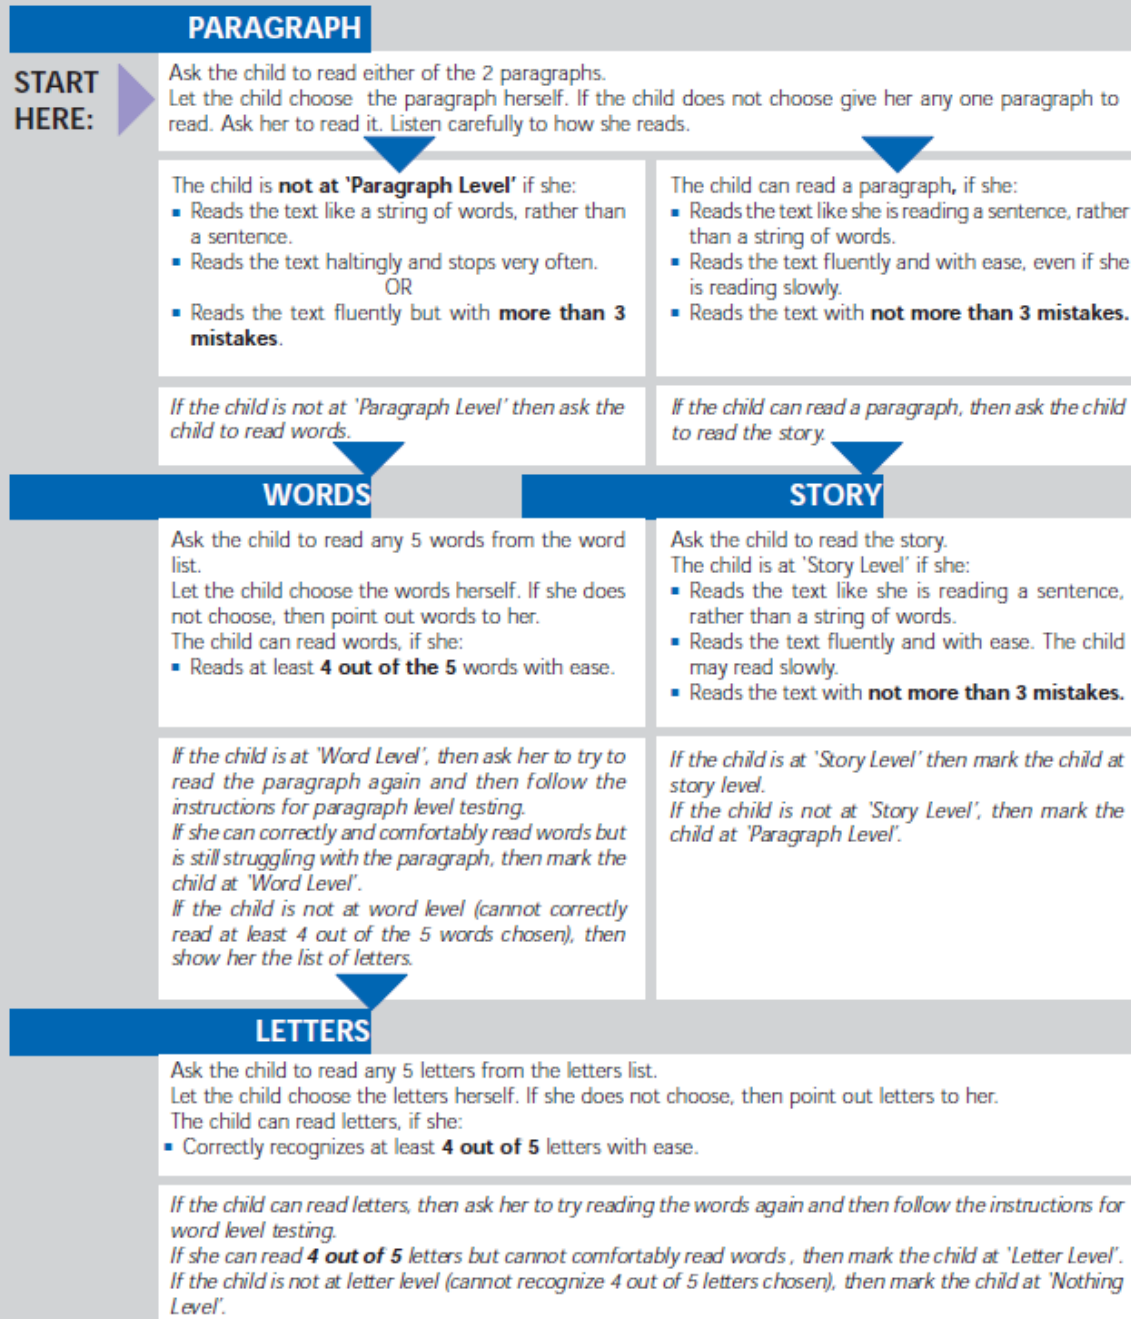 PARAGRAPH
START
HERE:
Ask the child to read either of the 2 paragraphs.
Let the child choose the paragraph herself. If the child does not choose give her any one paragraph to
read. Ask her to read it. Listen carefully to how she reads.
The child is not at ‘Paragraph Level’ if she:
▪ Reads the text like a string of words, rather than
a sentence.
▪ Reads the text haltingly and stops very often.
OR
▪ Reads the text fluently but with more than 3
mistakes.
If the child is not at ‘Paragraph Level’ then ask the
child to read words.
The child can read a paragraph, if she:
▪ Reads the text like she is reading a sentence, rather
than a string of words.
▪ Reads the text fluently and with ease, even if she
is reading slowly.
▪ Reads the text with not more than 3 mistakes.
If the child can read a paragraph, then ask the child
to read the story.
WORDS
Ask the child to read any 5 words from the word
list.
Let the child choose the words herself. If she does
not choose, then point out words to her.
The child can read words, if she:
▪ Reads at least 4 out of the 5 words with ease.
If the child is at ‘Word Level’, then ask her to try to
read the paragraph again and then follow the
instructions for paragraph level testing.
If she can correctly and comfortably read words but
is still struggling with the paragraph, then mark the
child at ‘Word Level’.
If the child is not at word level (cannot correctly
read at least 4 out of the 5 words chosen), then
show her the list of letters.
STORY
Ask the child to read the story.
The child is at ‘Story Level’ if she:
▪ Reads the text like she is reading a sentence,
rather than a string of words.
▪ Reads the text fluently and with ease. The child
may read slowly.
▪ Reads the text with not more than 3 mistakes.
If the child is at ‘Story Level’ then mark the child at
story level.
If the child is not at ‘Story Level’, then mark the
child at ‘Paragraph Level’.
LETTERS
Ask the child to read any 5 letters from the letters list.
Let the child choose the letters herself. If she does not choose, then point out letters to her.
The child can read letters, if she:
▪ Correctly recognizes at least 4 out of 5 letters with ease.
If the child can read letters, then ask her to try reading the words again and then follow the instructions for
word level testing.
If she can read 4 out of 5 letters but cannot comfortably read words , then mark the child at ‘Letter Level’.
If the child is not at letter level (cannot recognize 4 out of 5 letters chosen), then mark the child at ‘Nothing
Level’.